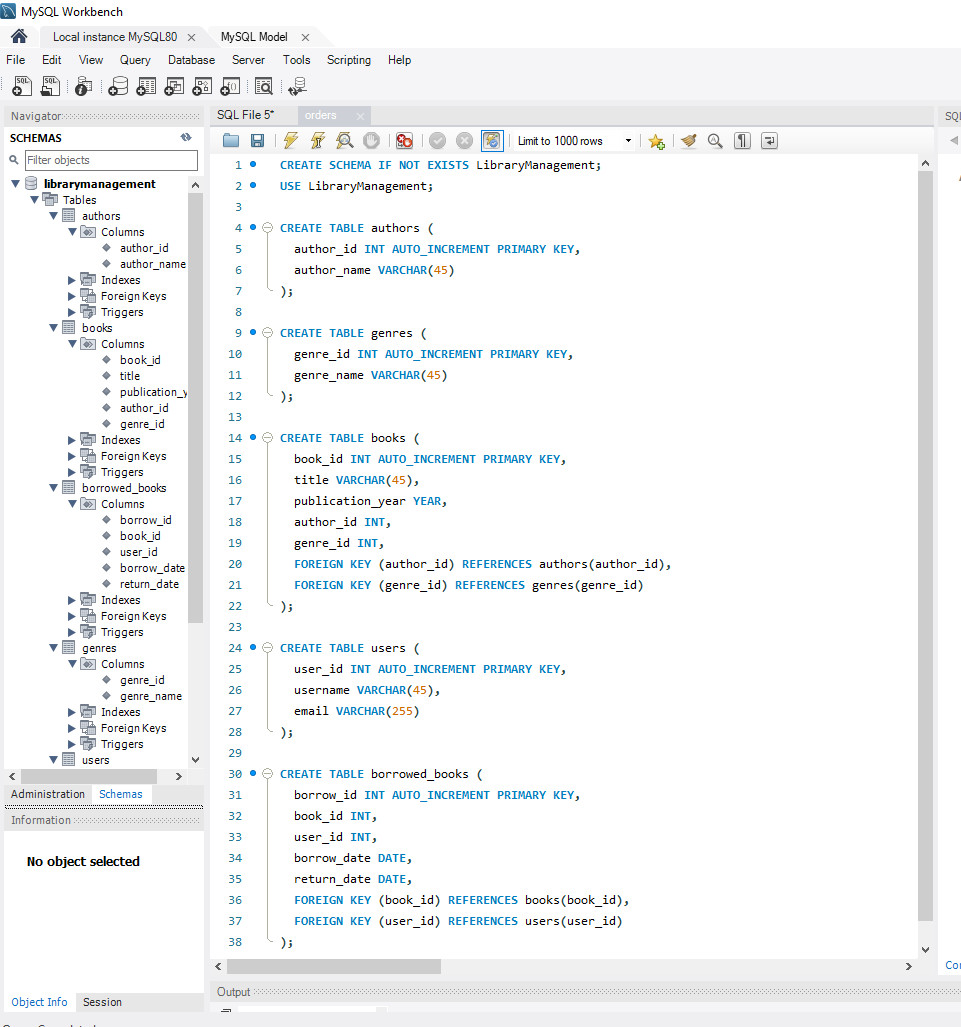 MySQL Workbench
Local instance MySQL80
MySQL Model
File Edit View Query Database Server Tools Scripting Help
Navigator
SCHEMAS
Filter objects
librarymanagement
Tables
authors
Columns
author_id
author_name
Indexes
Foreign Keys
Triggers
books
Columns
book_id
title
publication_y
author_id
genre_id
Indexes
Foreign Keys
Triggers
borrowed_books
Columns
borrow_id
book_id
user_id
borrow_date
return_date
Indexes
Foreign Keys
Triggers
genres
Columns
genre_id
genre_name
Indexes
Foreign Keys
Triggers
users
Administration Schemas
Information
No object selected
Object Info Session
SQL File 5* orders
Limit to 1000 rows
1 CREATE SCHEMA IF NOT EXISTS LibraryManagement;
2 USE LibraryManagement;
3
4 CREATE TABLE authors (
5 author_id INT AUTO_INCREMENT PRIMARY KEY,
6 author_name VARCHAR(45)
7 );
8
9 CREATE TABLE genres (
10 genre_id INT AUTO_INCREMENT PRIMARY KEY,
11 genre_name VARCHAR(45)
12 );
13
14 CREATE TABLE books (
15 book_id INT AUTO_INCREMENT PRIMARY KEY,
16 title VARCHAR(45),
17 publication_year YEAR,
18 author_id INT,
19 genre_id INT,
20 FOREIGN KEY (author_id) REFERENCES authors(author_id),
21 FOREIGN KEY (genre_id) REFERENCES genres(genre_id)
22 );
23
24 CREATE TABLE users (
25 user_id INT AUTO_INCREMENT PRIMARY KEY,
26 username VARCHAR(45),
27 email VARCHAR(255)
28 );
29
30 CREATE TABLE borrowed_books (
31 borrow_id INT AUTO_INCREMENT PRIMARY KEY,
32 book_id INT,
33 user_id INT,
34 borrow_date DATE,
35 return_date DATE,
36 FOREIGN KEY (book_id) REFERENCES books(book_id),
37 FOREIGN KEY (user_id) REFERENCES users(user_id)
38 );
Output